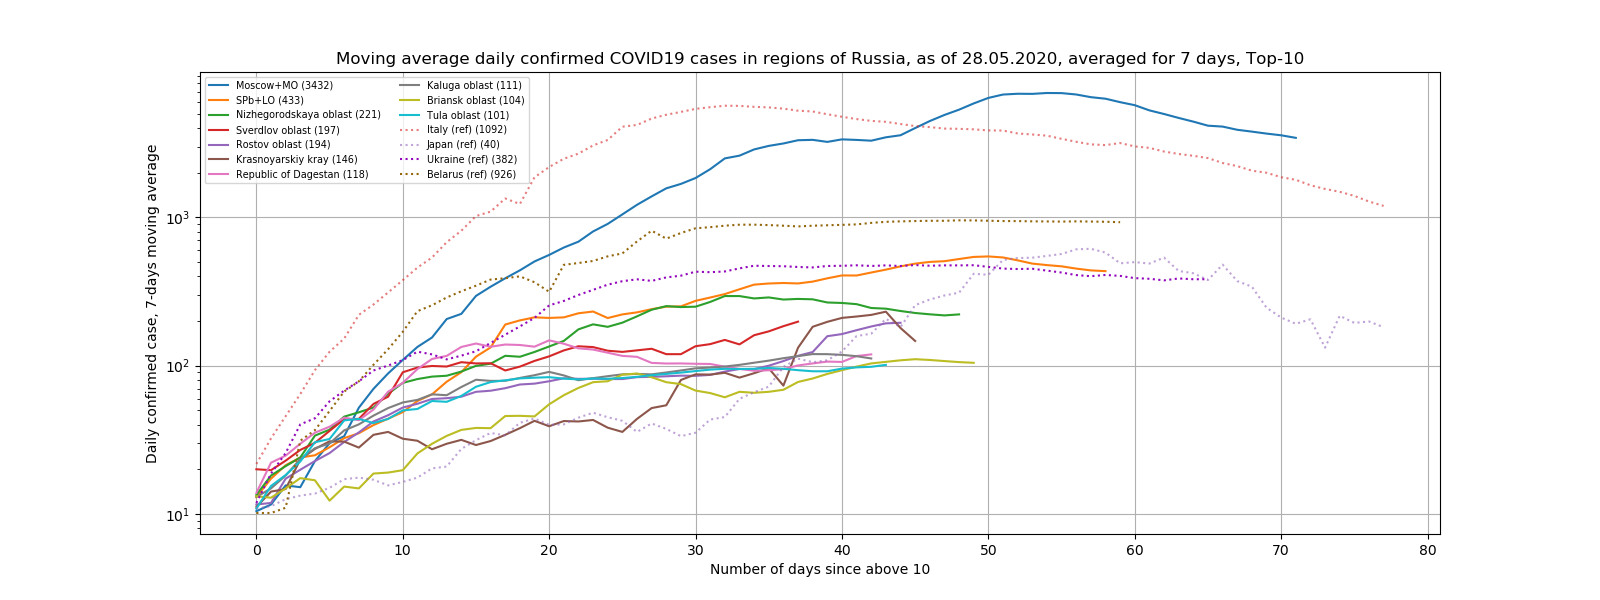 Moving average daily confirmed COVID19 cases in regions of Russia, as of 28.05.2020, averaged for 7 days, Top-10
Moscow+MO (3432)
SPb+LO (433)
Nizhegorodskaya oblast (221)
Sverdlov oblast (197)
Rostov oblast (194)
Krasnoyarskiy kray (146)
Republic of Dagestan (118)
Kaluga oblast (111)
Briansk oblast (104)
Tula oblast (101)
Italy (ref) (1092)
Japan (ref) (40)
Ukraine (ref) (382)
Belarus (ref) (926)
Daily confirmed case, 7-days moving average
10³
10²
10¹
0 10 20 30 40 50 60 70 80
Number of days since above 10